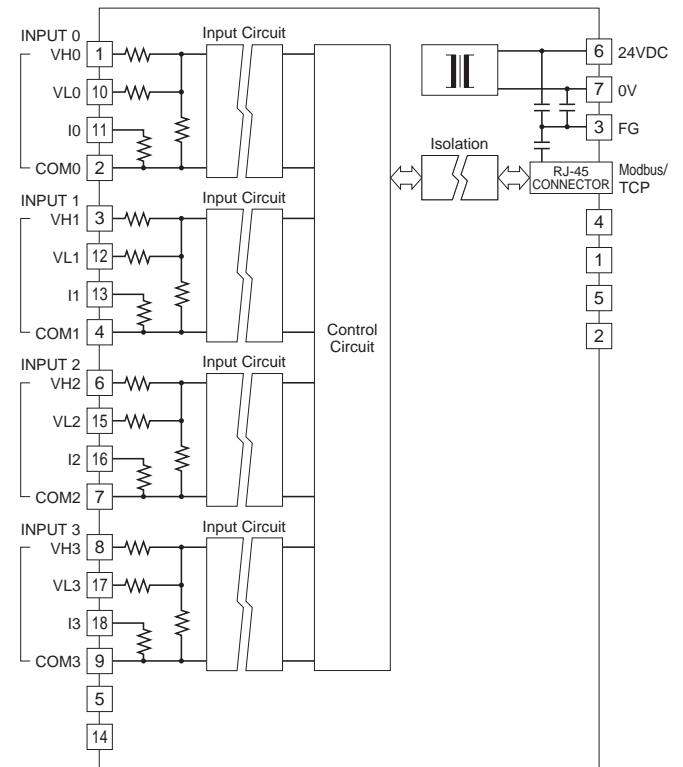 INPUT 0
Input Circuit
VH0 1
VL0 10
I0 11
COM0 2
INPUT 1
Input Circuit
VH1 3
VL1 12
I1 13
COM1 4
INPUT 2
Input Circuit
VH2 6
VL2 15
I2 16
COM2 7
INPUT 3
Input Circuit
VH3 8
VL3 17
I3 18
COM3 9
5
14
Control
Circuit
Isolation
6 24VDC
7 0V
3 FG
RJ-45
CONNECTOR
Modbus/
TCP
4
1
5
2